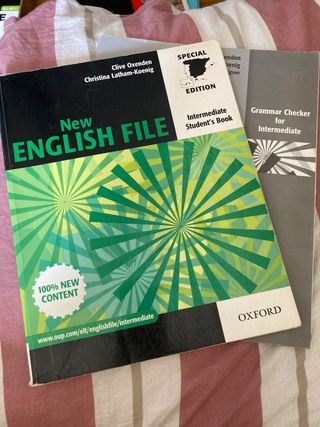 Clive Oxenden
Christina Latham-Koenig
SPECIAL
EDITION
New
ENGLISH FILE
Intermediate
Student's Book
100% NEW
CONTENT
www.oup.com/elt/englishfile/intermediate
OXFORD
Grammar Checker
for
Intermediate